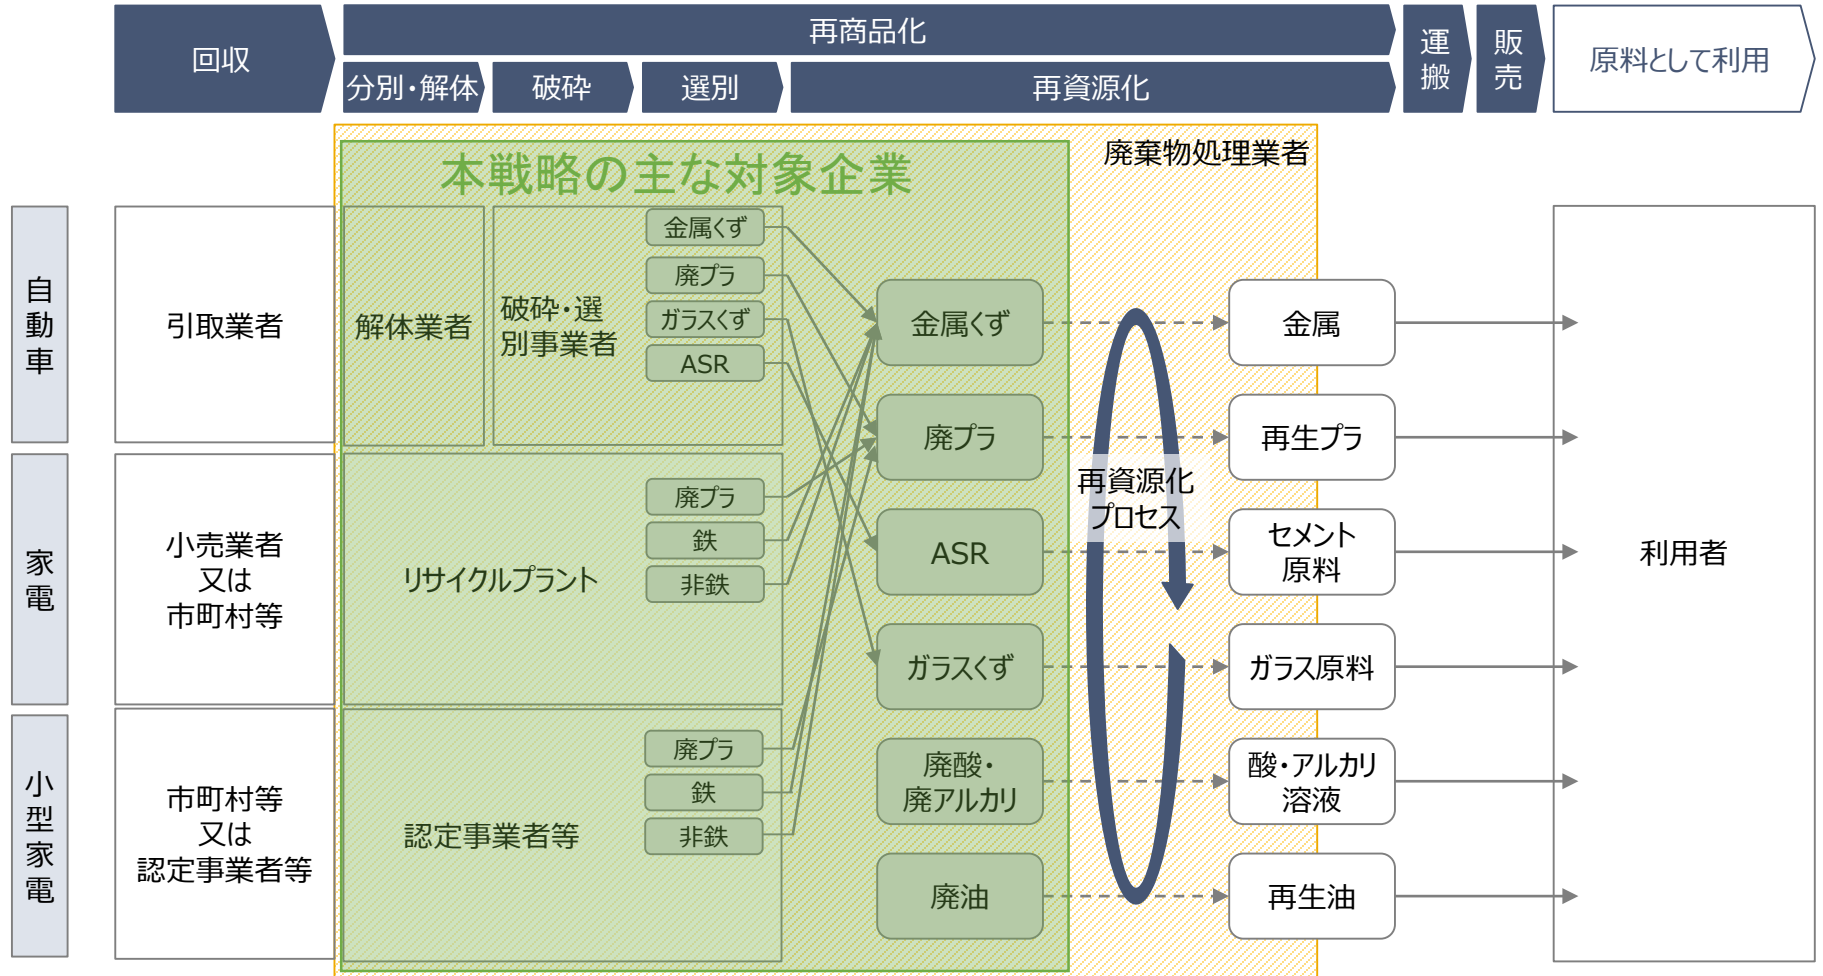 回収
再商品化
分別・解体
破砕
選別
再資源化
運
搬
販
売
原料として利用
廃棄物処理業者
本戦略の主な対象企業
自
動
車
引取業者
解体業者
破砕・選
別事業者
金属くず
廃プラ
ガラスくず
ASR
家
電
小売業者
又は
市町村等
リサイクルプラント
廃プラ
鉄
非鉄
小
型
家
電
市町村等
又は
認定事業者等
認定事業者等
廃プラ
鉄
非鉄
金属くず
廃プラ
ASR
ガラスくず
廃酸・
廃アルカリ
廃油
再資源化
プロセス
金属
再生プラ
セメント
原料
ガラス原料
酸・アルカリ
溶液
再生油
利用者